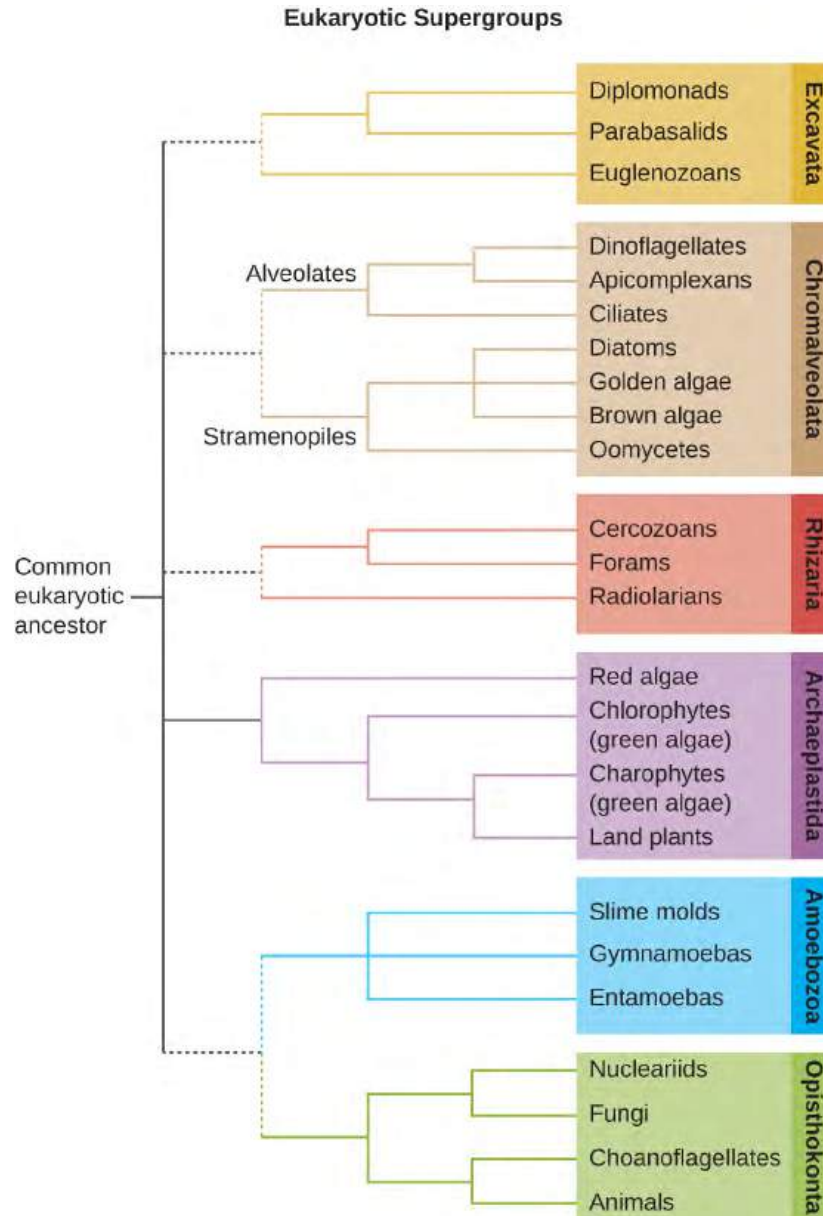 Eukaryotic Supergroups
Diplomonads
Parabasalids
Euglenozoans
Excavata
Alveolates
Dinoflagellates
Apicomplexans
Ciliates
Diatoms
Golden algae
Brown algae
Stramenopiles
Oomycetes
Chromalveolata
Cercozoans
Forams
Radiolarians
Rhizaria
Common
eukaryotic
ancestor
Red algae
Chlorophytes
(green algae)
Charophytes
(green algae)
Land plants
Archaeplastida
Slime molds
Gymnamoebas
Entamoebas
Amoebozoa
Nucleariids
Fungi
Choanoflagellates
Animals
Opisthokonta